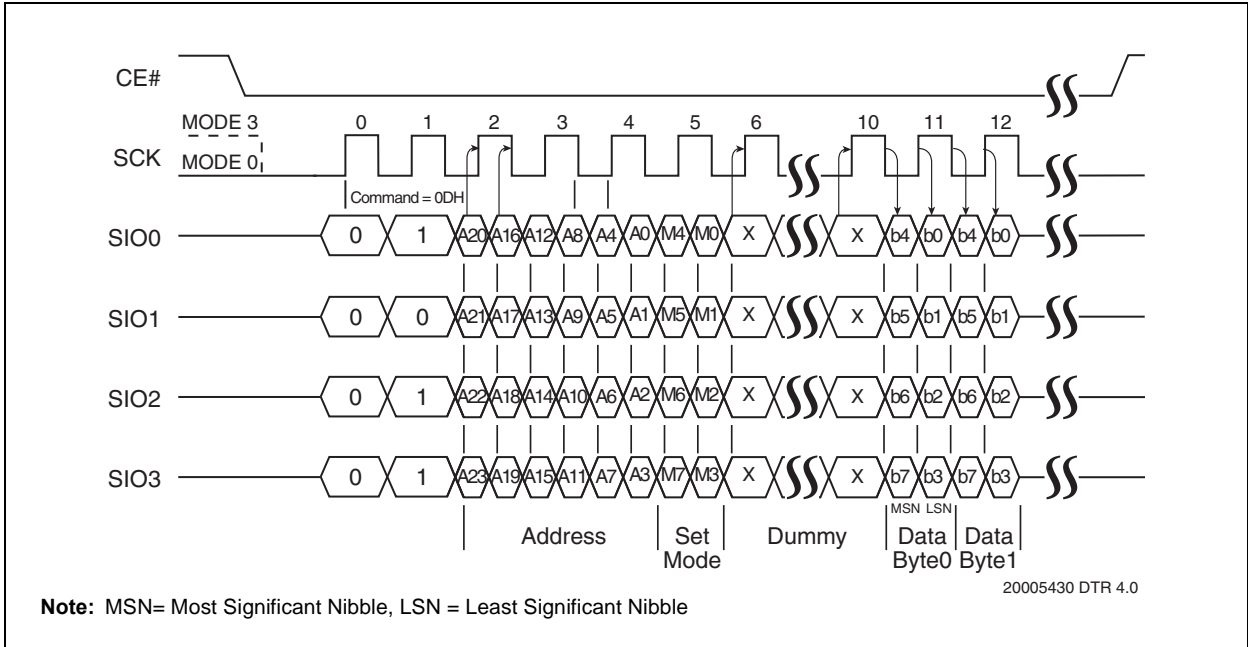 CE#
MODE 3
0 1 2 3 4 5 6 10 11 12
SCK
MODE 0
Command = 0DH
SIO0 0 1 A20 A16 A12 A8 A4 A0 M4 M0 X X b4 b0 b4 b0
SIO1 0 0 A21 A17 A13 A9 A5 A1 M5 M1 X X b5 b1 b5 b1
SIO2 0 1 A22 A18 A14 A10 A6 A2 M6 M2 X X b6 b2 b6 b2
SIO3 0 1 A23 A19 A15 A11 A7 A3 M7 M3 X X b7 b3 b7 b3
MSN LSN
Address Set Dummy Data Data
Mode Byte0 Byte1
20005430 DTR 4.0
Note: MSN= Most Significant Nibble, LSN = Least Significant Nibble